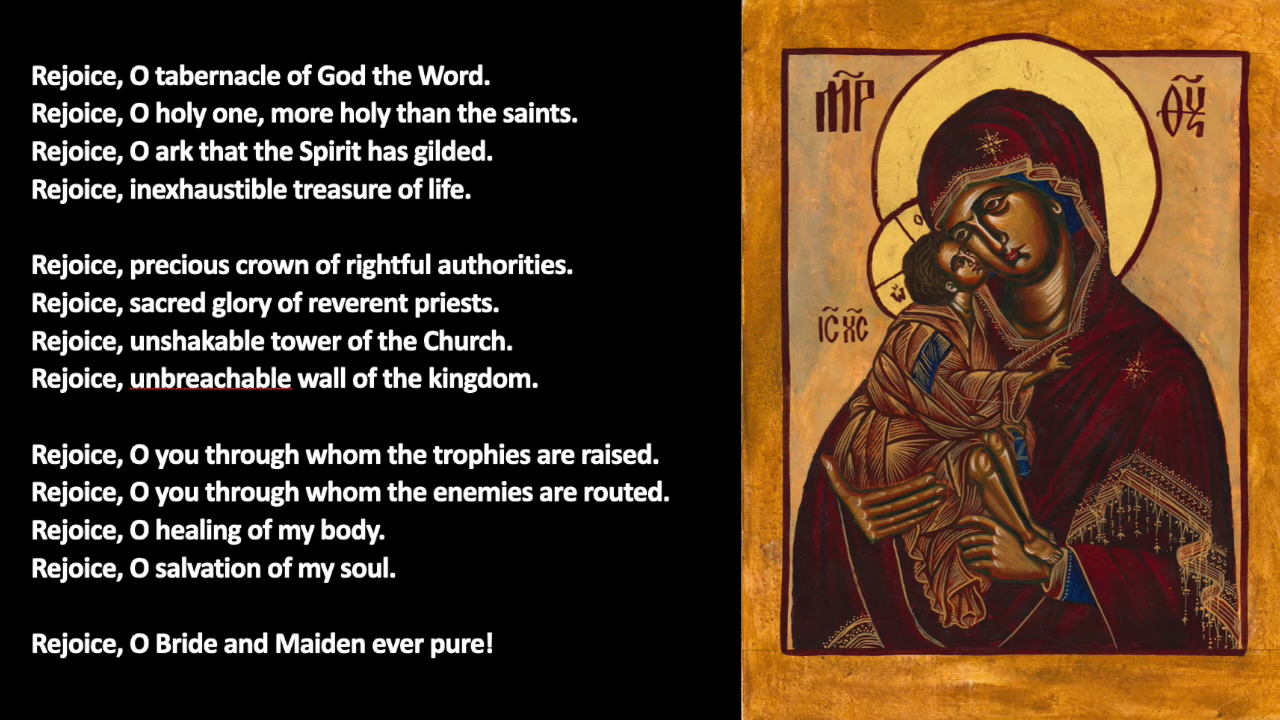 Rejoice, O tabernacle of God the Word.
Rejoice, O holy one, more holy than the saints.
Rejoice, O ark that the Spirit has gilded.
Rejoice, inexhaustible treasure of life.
Rejoice, precious crown of rightful authorities.
Rejoice, sacred glory of reverent priests.
Rejoice, unshakable tower of the Church.
Rejoice, unbreachable wall of the kingdom.
Rejoice, O you through whom the trophies are raised.
Rejoice, O you through whom the enemies are routed.
Rejoice, O healing of my body.
Rejoice, O salvation of my soul.
Rejoice, O Bride and Maiden ever pure!
М҃Р Ѳ҃Ѵ
І҃С Х҃С